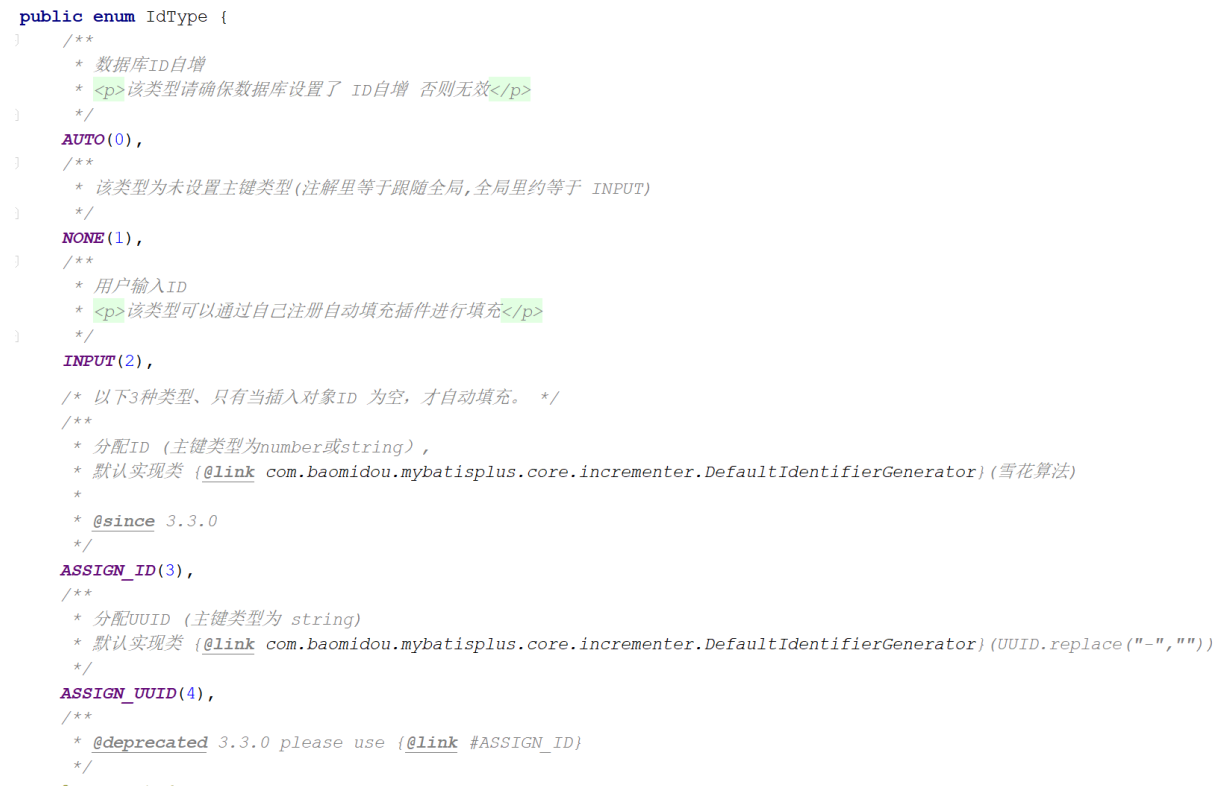 public enum IdType {
/**
* 数据库ID自增
* <p>该类型请确保数据库设置了 ID自增 否则无效</p>
*/
AUTO(0),
/**
* 该类型为未设置主键类型(注解里等于跟随全局,全局里约等于 INPUT)
*/
NONE(1),
/**
* 用户输入ID
* <p>该类型可以通过自己注册自动填充插件进行填充</p>
*/
INPUT(2),
/* 以下3种类型、只有当插入对象ID 为空，才自动填充。 */
/**
* 分配ID (主键类型为number或string）,
* 默认实现类 {@link com.baomidou.mybatisplus.core.incrementer.DefaultIdentifierGenerator}(雪花算法)
*
* @since 3.3.0
*/
ASSIGN_ID(3),
/**
* 分配UUID (主键类型为 string)
* 默认实现类 {@link com.baomidou.mybatisplus.core.incrementer.DefaultIdentifierGenerator}(UUID.replace("-",""))
*/
ASSIGN_UUID(4),
/**
* @deprecated 3.3.0 please use {@link #ASSIGN_ID}
*/